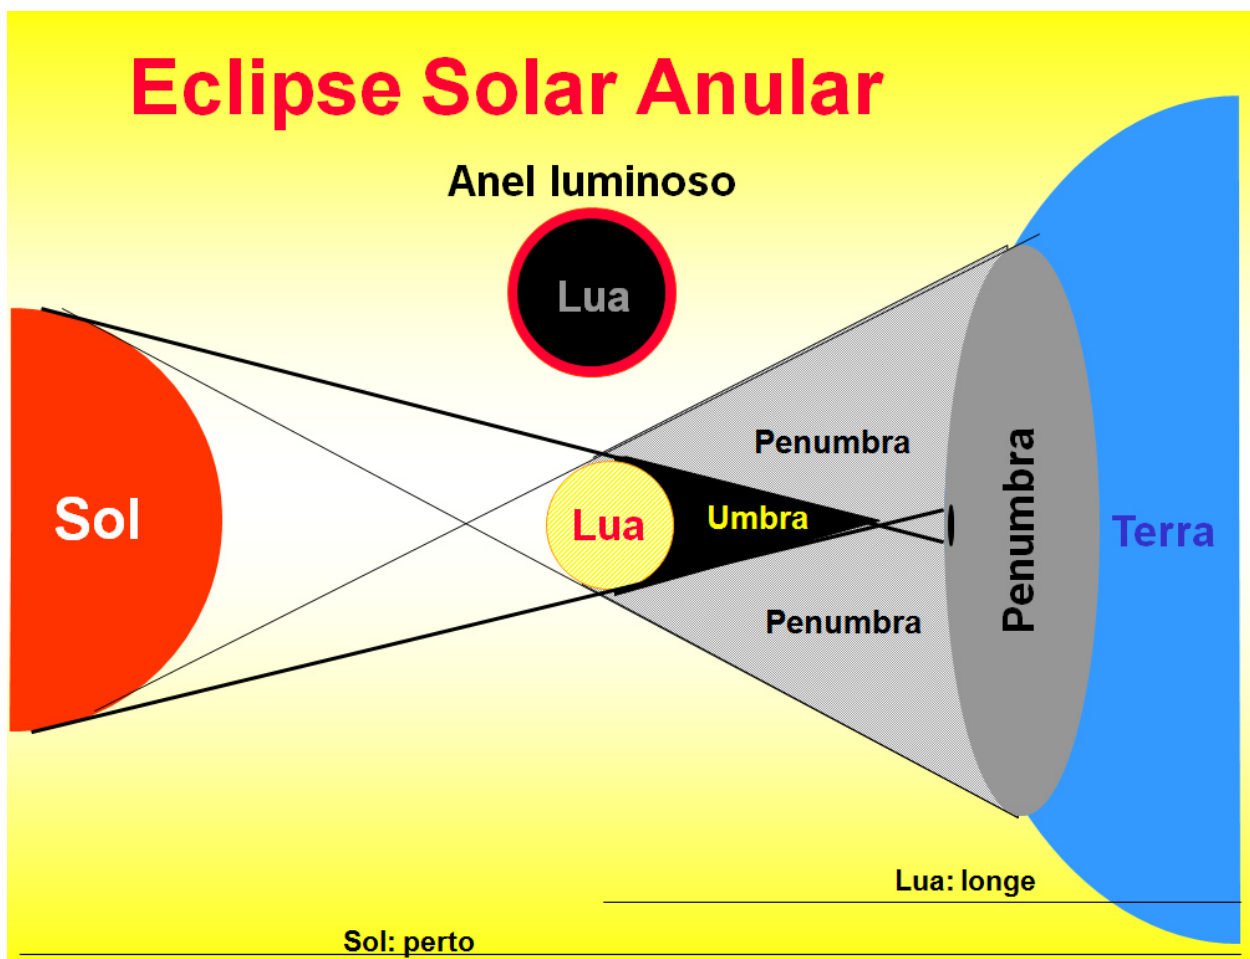 Eclipse Solar Anular
Anel luminoso
Lua
Penumbra
Sol
Lua
Umbra
Penumbra
Terra
Penumbra
Lua: longe
Sol: perto